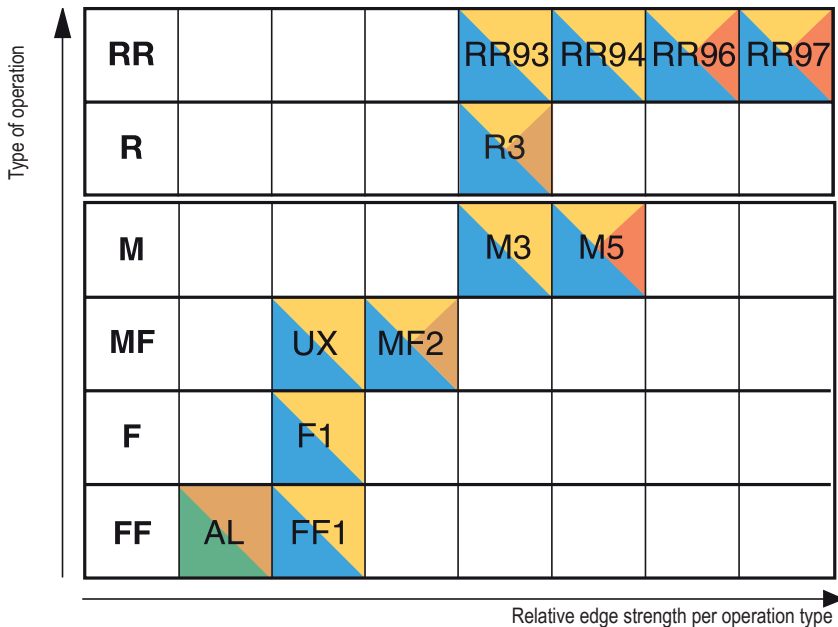 Type of operation
RR RR93 RR94 RR96 RR97
R R3
M M3 M5
MF UX MF2
F F1
FF AL FF1
Relative edge strength per operation type